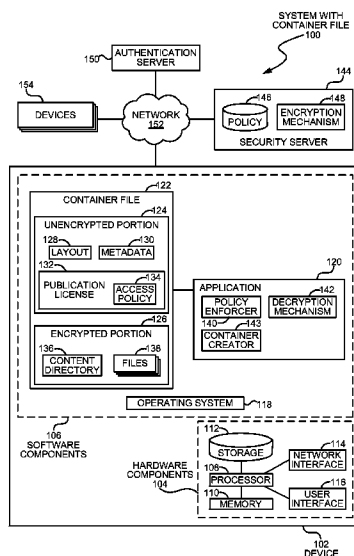 SYSTEM WITH
CONTAINER FILE
100
AUTHENTICATION
SERVER
150
154
DEVICES
NETWORK
152
144
146
148
POLICY
ENCRYPTION
MECHANISM
SECURITY SERVER
122
CONTAINER FILE
124
UNENCRYPTED PORTION
128
130
LAYOUT
METADATA
132
134
PUBLICATION
LICENSE
ACCESS
POLICY
126
ENCRYPTED PORTION
136
138
CONTENT
DIRECTORY
FILES
120
APPLICATION
142
POLICY
ENFORCER
DECRYPTION
MECHANISM
140
143
CONTAINER
CREATOR
OPERATING SYSTEM
118
106
SOFTWARE
COMPONENTS
HARDWARE
COMPONENTS
104
112
STORAGE
114
NETWORK
INTERFACE
108
PROCESSOR
116
110
MEMORY
USER
INTERFACE
102
DEVICE